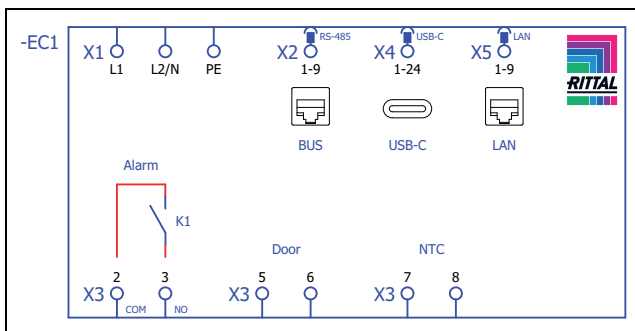 -EC1
X1 L1 L2/N PE X2 RS-485 1-9 X4 USB-C 1-24 X5 LAN 1-9
RITTAL
BUS USB-C LAN
Alarm
K1
Door NTC
X3 2 COM 3 NO X3 5 6 X3 7 8